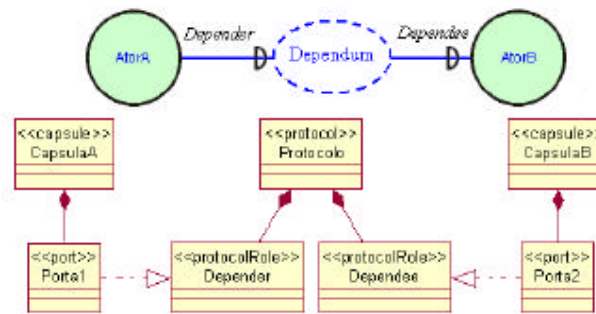 Depender Dependee
AtorA Dependum AtorB
<<capsule>> <<protocol>> <<capsule>>
CapsulaA Protocolo CapsulaB
<<port>> <<protocolRole>> <<protocolRole>> <<port>>
Porta1 Depender Dependee Porta2